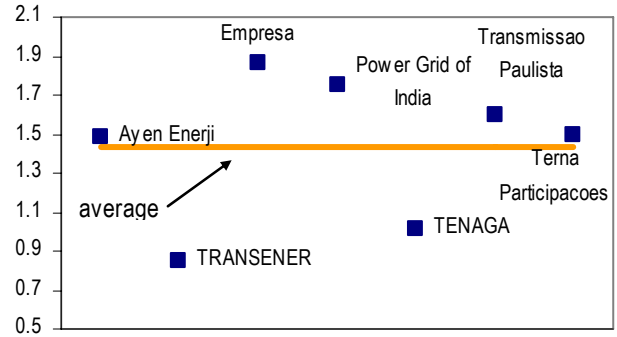 2.1
1.9
1.7
1.5
1.3
1.1
0.9
0.7
0.5
Empresa
Transmissao
Paulista
Power Grid of
India
Ayen Enerji
Terna
Participacoes
average
TENAGA
TRANSENER